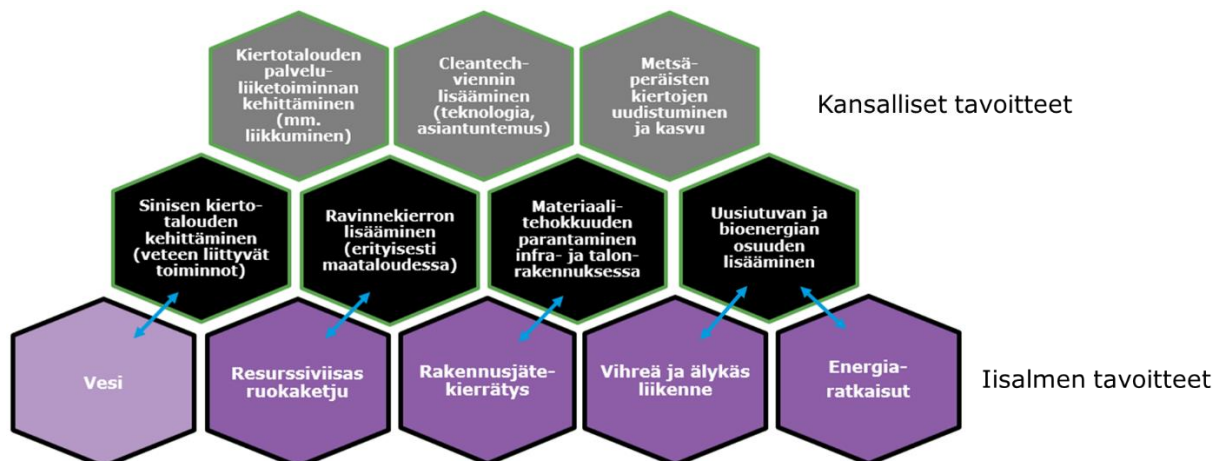 Kiertotalouden
palvelu-
liiketoiminnan
kehittäminen
(mm.
liikkuminen)
Cleantech-
viennin
lisääminen
(teknologia,
asiantuntemus)
Metsä-
peräisten
kiertojen
uudistuminen
ja kasvu
Kansalliset tavoitteet
Sinisen kierto-
talouden
kehittäminen
(veteen liittyvät
toiminnot)
Ravinnekierron
lisääminen
(erityisesti
maataloudessa)
Materiaali-
tehokkuuden
parantaminen
infra- ja talon-
rakennuksessa
Uusiutuvan ja
bioenergian
osuuden
lisääminen
Vesi
Resurssiviisas
ruokaketju
Rakennusjäte-
kierrätys
Vihreä ja älykäs
liikenne
Energia-
ratkaisut
Iisalmen tavoitteet